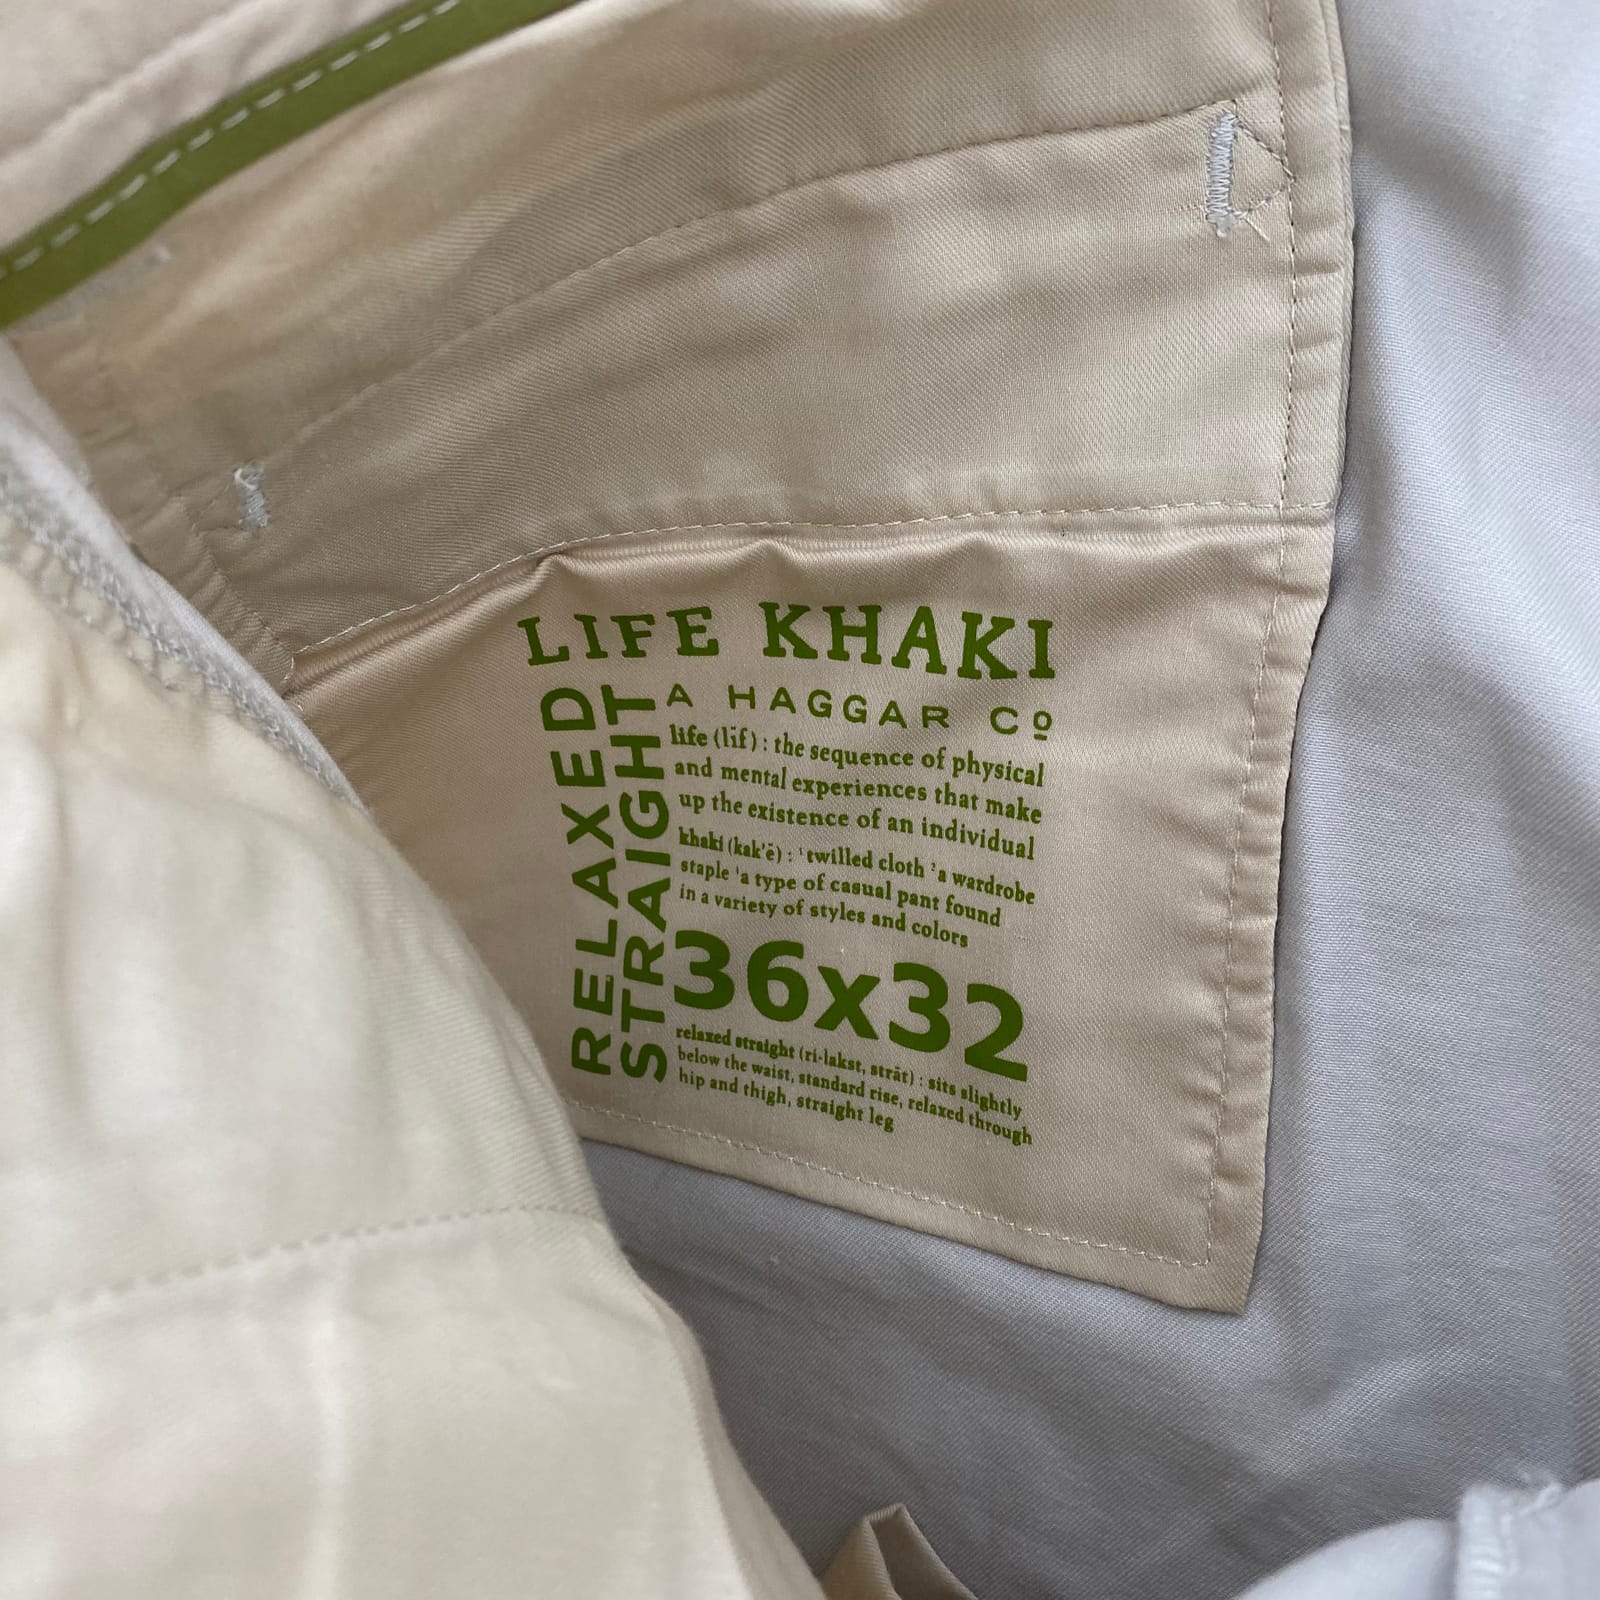 LIFE KHAKI
A HAGGAR Cº
RELAXED
STRAIGHT
life (līf) : the sequence of physical
and mental experiences that make
up the existence of an individual
khaki (kak'ē) : ¹twilled cloth ²a wardrobe
staple ¹a type of casual pant found
in a variety of styles and colors
36x32
relaxed straight (ri-lakst, strāt) : sits slightly
below the waist, standard rise, relaxed through
hip and thigh, straight leg